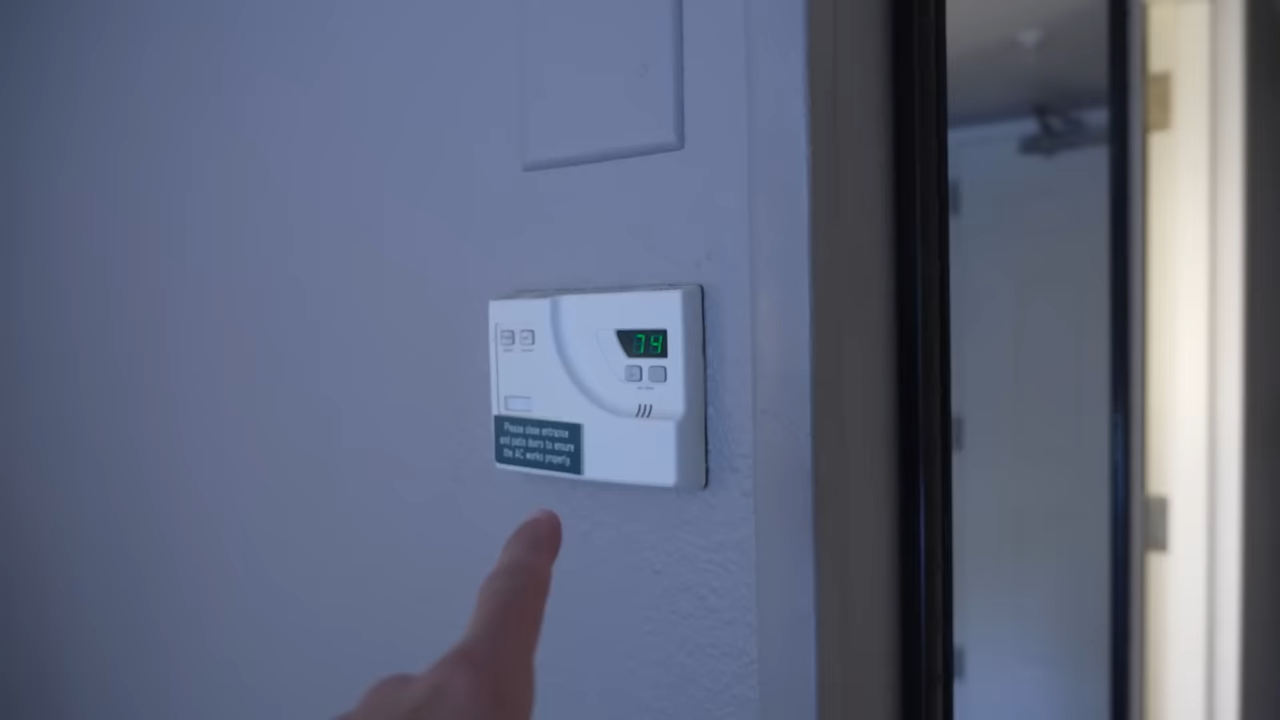 74
Please close entrance
and patio doors to ensure
the AC works properly.